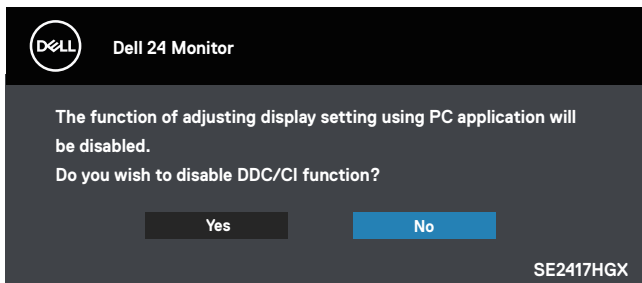 DELL
Dell 24 Monitor
The function of adjusting display setting using PC application will
be disabled.
Do you wish to disable DDC/CI function?
Yes
No
SE2417HGX